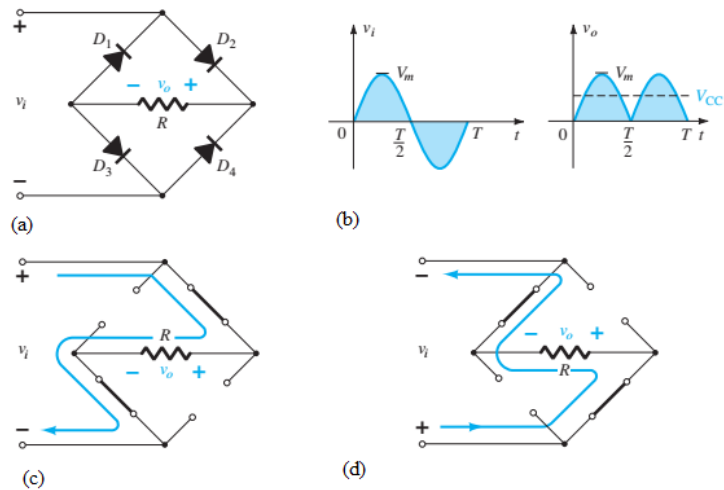 +
D1 D2
vi
− vo +
R
D3 D4
−
(a)
vi
Vm
0 T/2 T t
vo
Vm
VCC
0 T/2 T t
(b)
+
vi
R
− vo +
−
(c)
−
vi
− vo +
R
+
(d)